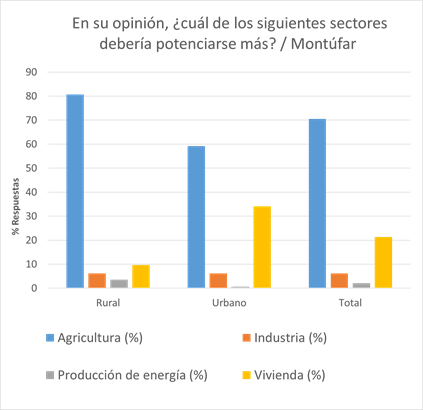 En su opinión, ¿cuál de los siguientes sectores
debería potenciarse más? / Montúfar
% Respuestas
90
80
70
60
50
40
30
20
10
0
Rural Urbano Total
Agricultura (%) Industria (%)
Producción de energía (%) Vivienda (%)